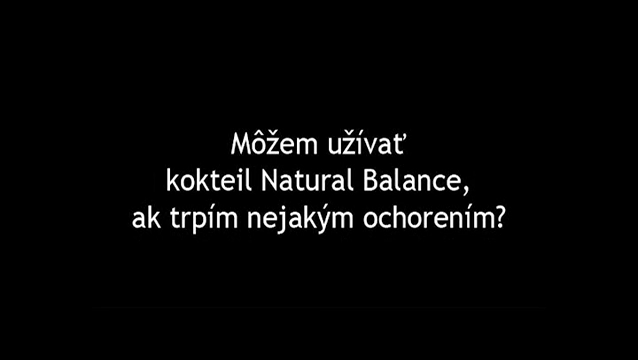 Môžem užívať
kokteil Natural Balance,
ak trpím nejakým ochorením?